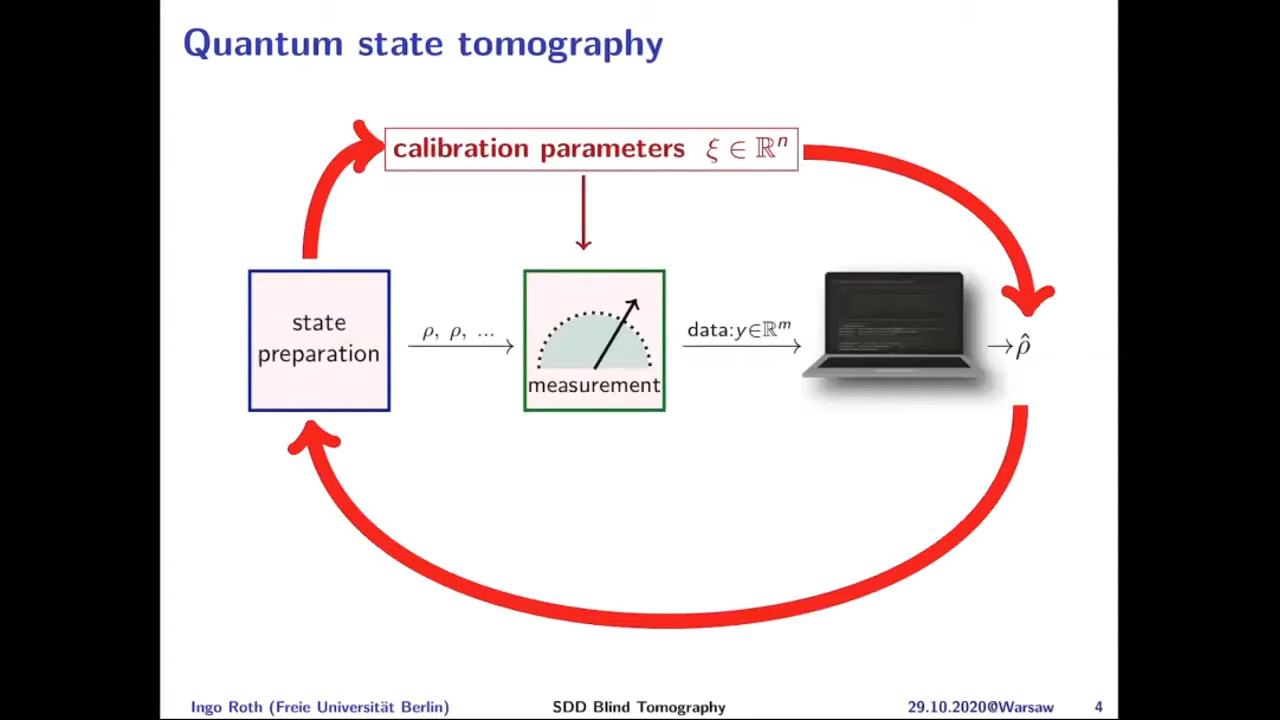 Quantum state tomography
calibration parameters ξ ∈ ℝⁿ
state
preparation
ρ, ρ, ...
measurement
data:y∈ℝᵐ
→ρ̂
Ingo Roth (Freie Universität Berlin)
SDD Blind Tomography
29.10.2020@Warsaw
4